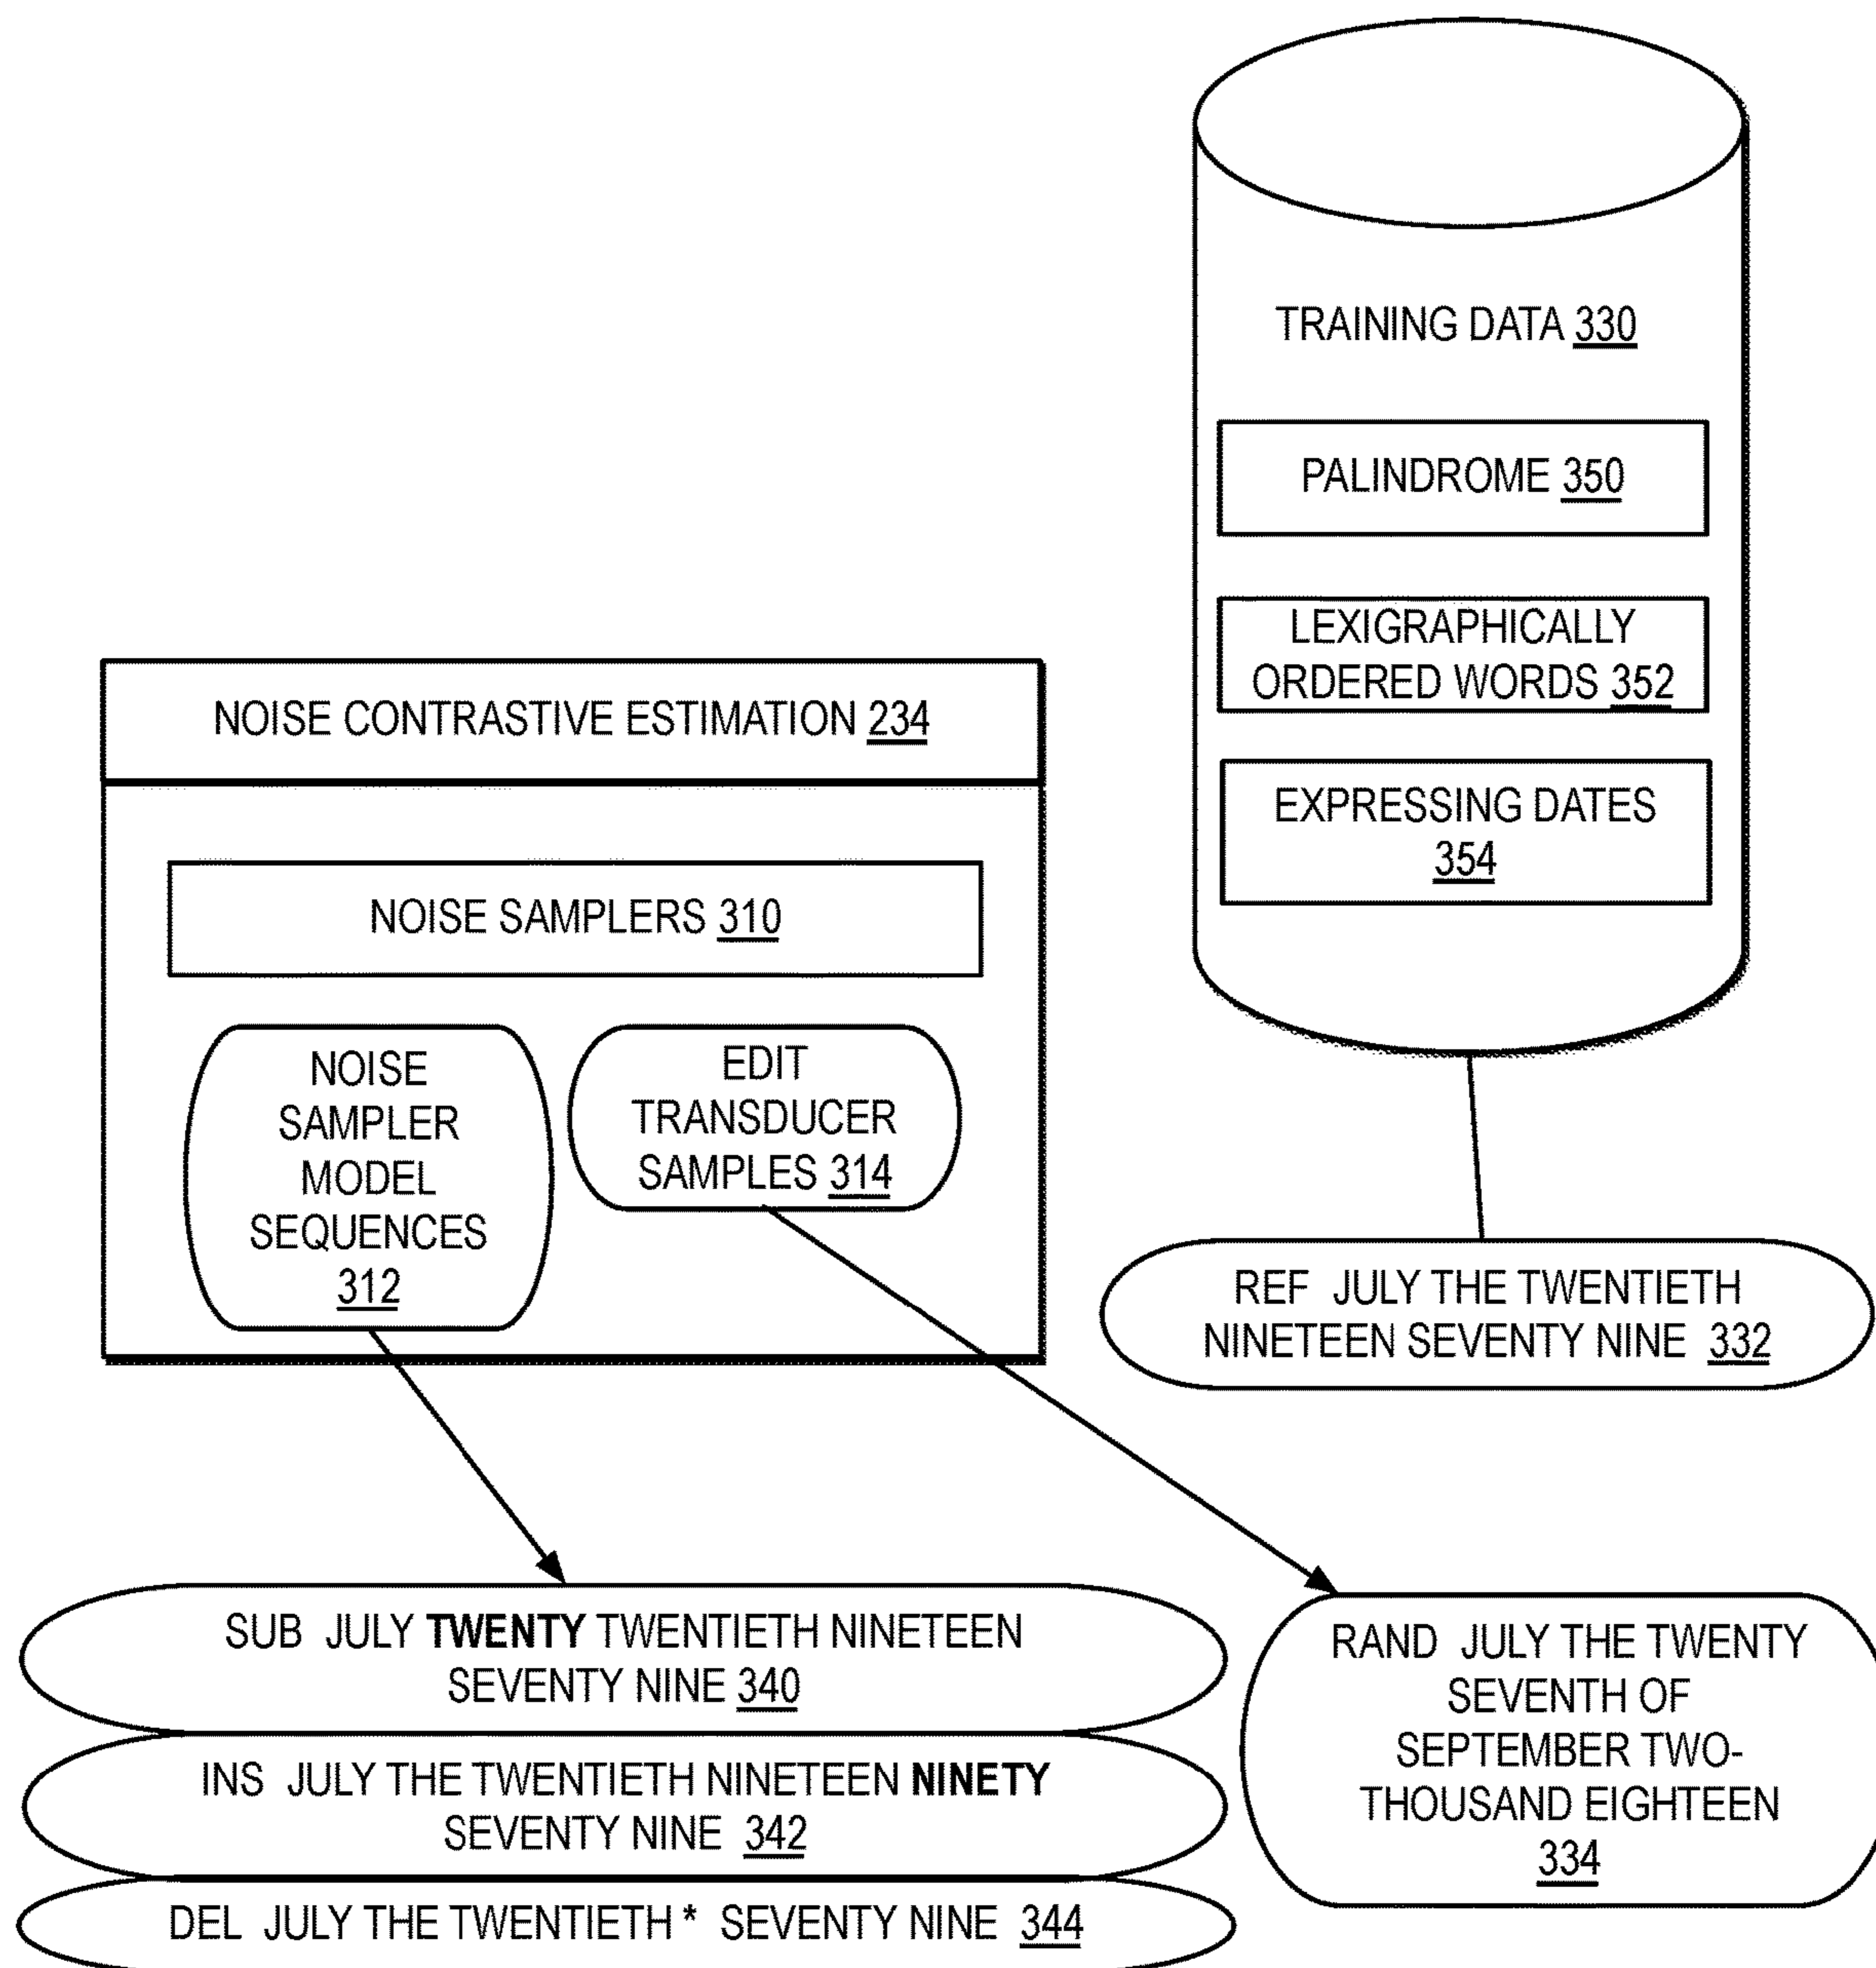 TRAINING DATA 330
PALINDROME 350
LEXIGRAPHICALLY
ORDERED WORDS 352
EXPRESSING DATES
354
NOISE CONTRASTIVE ESTIMATION 234
NOISE SAMPLERS 310
NOISE
SAMPLER
MODEL
SEQUENCES
312
EDIT
TRANSDUCER
SAMPLES 314
REF JULY THE TWENTIETH
NINETEEN SEVENTY NINE 332
SUB JULY TWENTY TWENTIETH NINETEEN
SEVENTY NINE 340
INS JULY THE TWENTIETH NINETEEN NINETY
SEVENTY NINE 342
DEL JULY THE TWENTIETH * SEVENTY NINE 344
RAND JULY THE TWENTY
SEVENTH OF
SEPTEMBER TWO-
THOUSAND EIGHTEEN
334